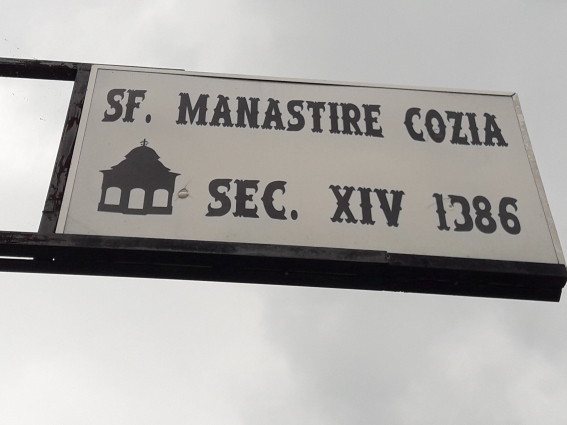 SF. MANASTIRE COZIA
SEC. XIV 1386